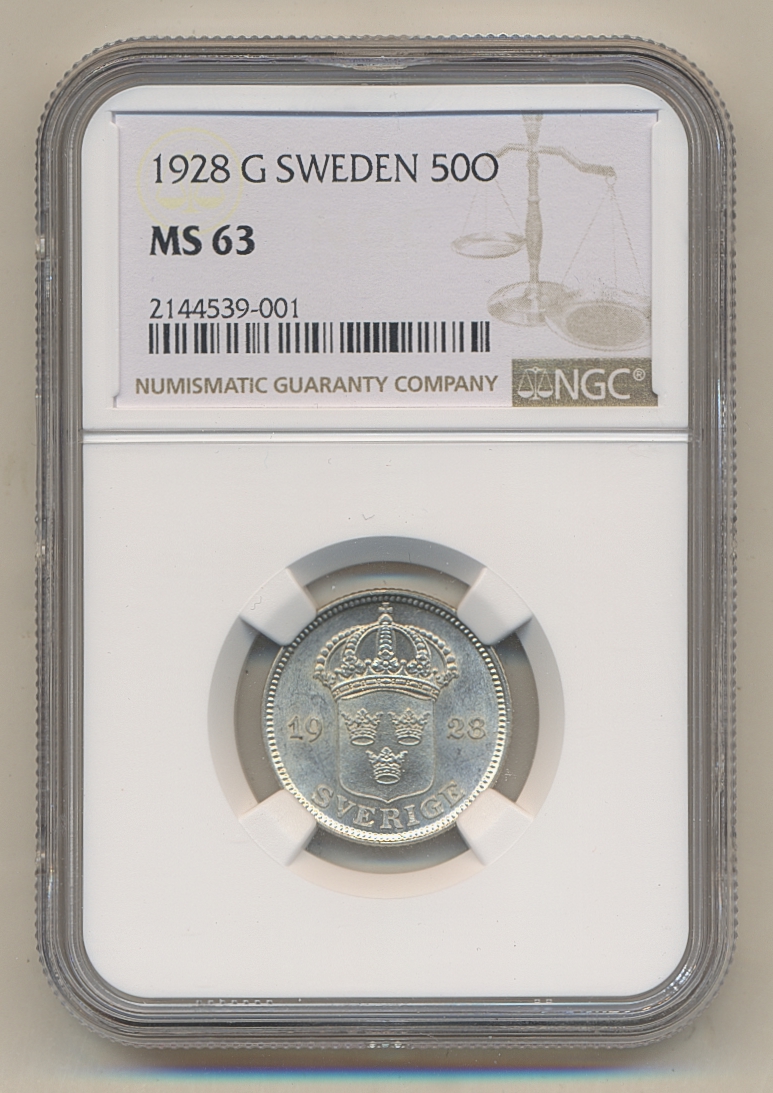 1928 G SWEDEN 50O
MS 63
2144539-001
NUMISMATIC GUARANTY COMPANY
NGC®
19 28
SVERIGE